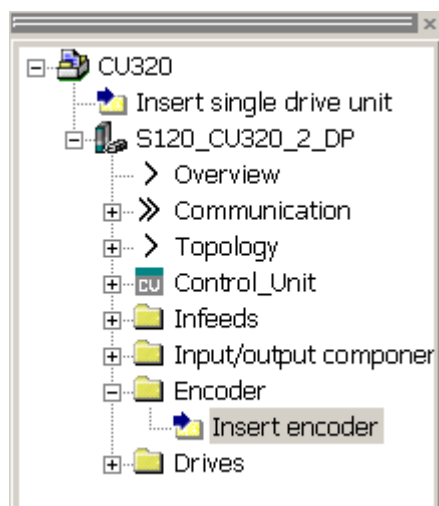 CU320
Insert single drive unit
S120_CU320_2_DP
Overview
Communication
Topology
CU Control_Unit
Infeeds
Input/output componer
Encoder
Insert encoder
Drives